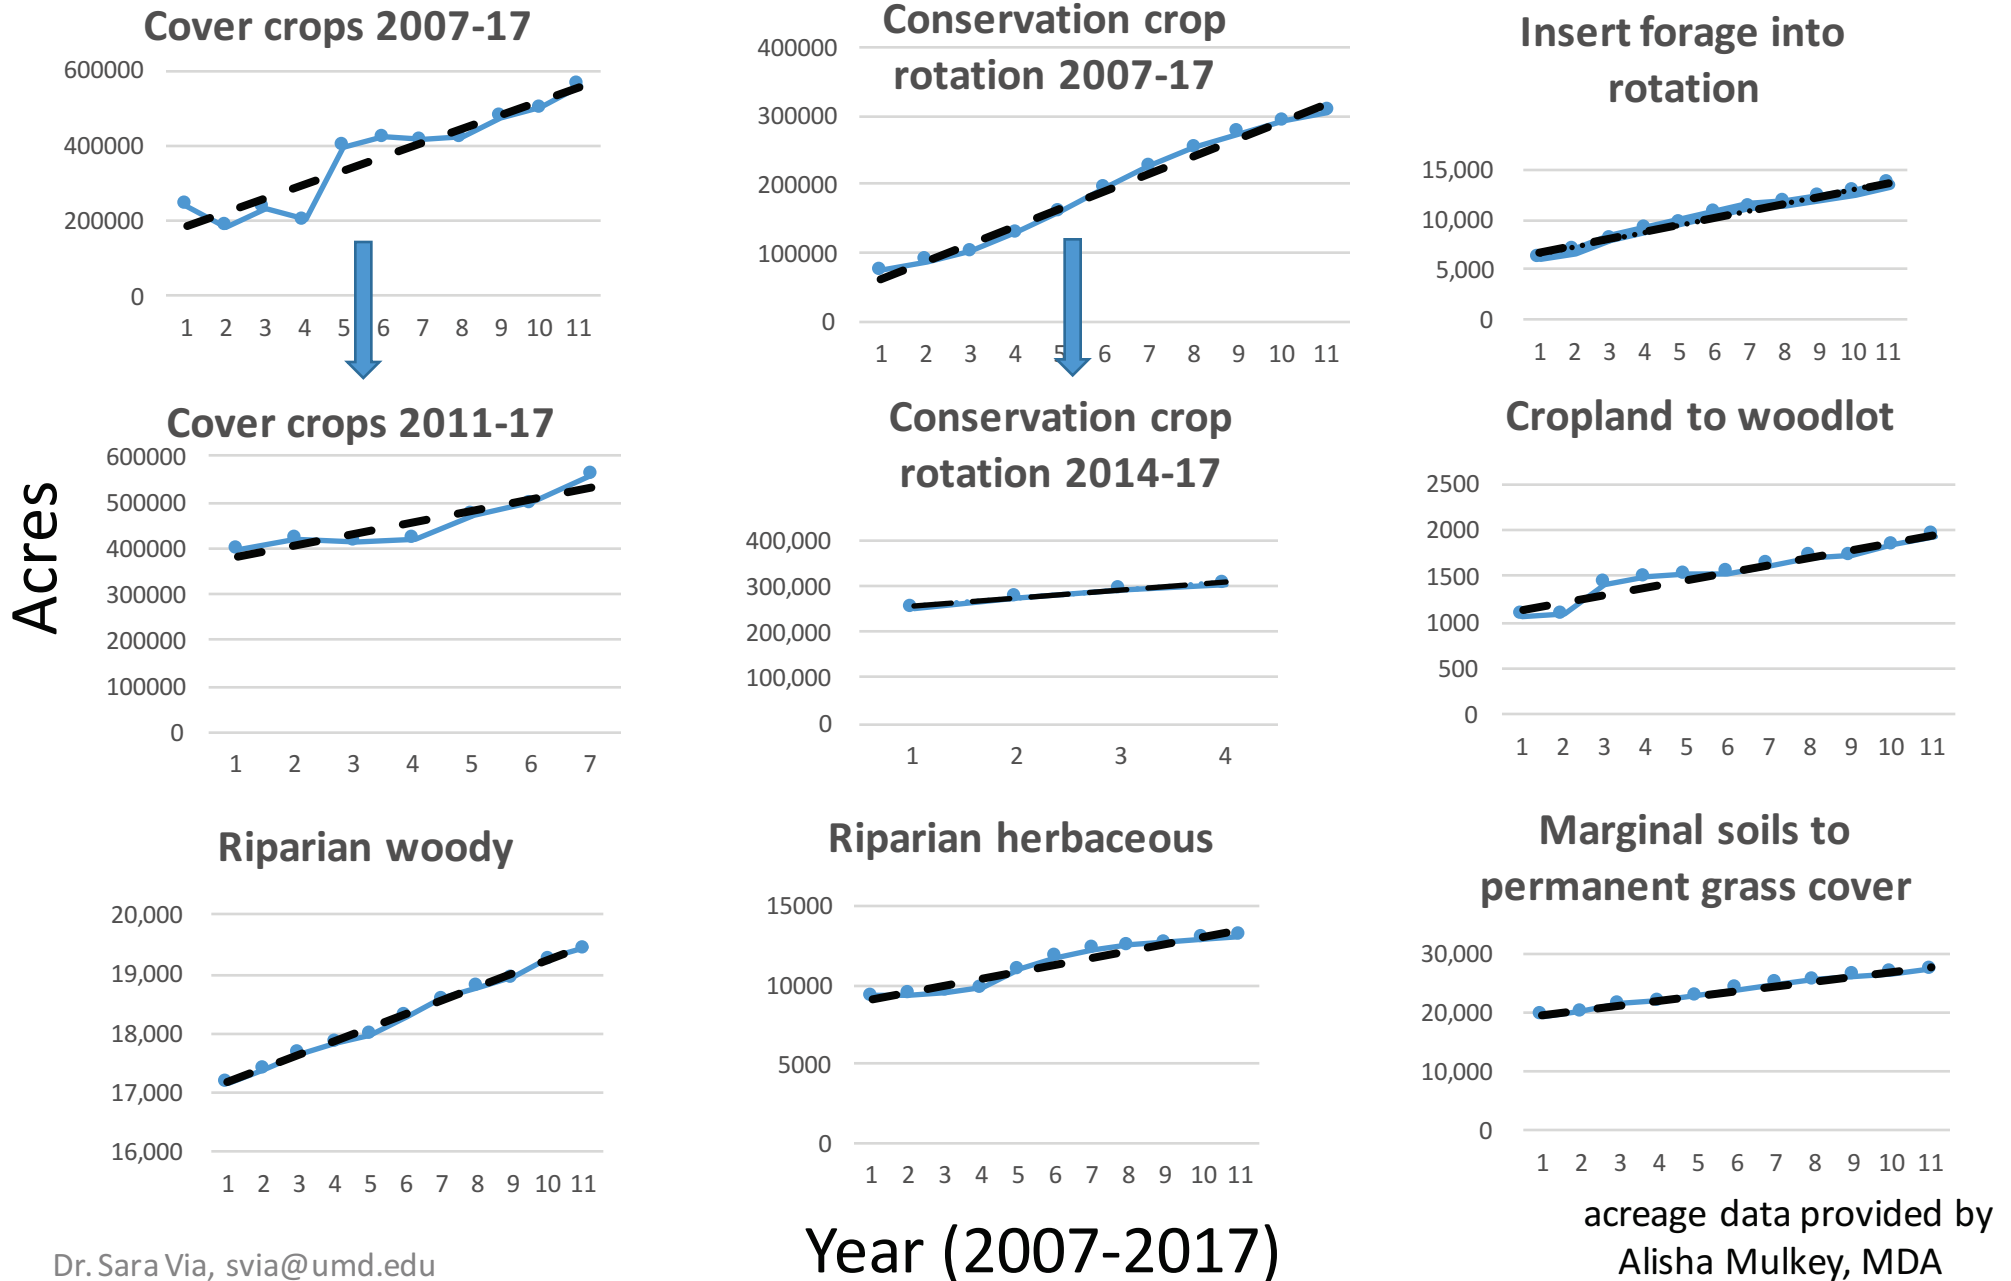 Cover crops 2007-17
600000
400000
200000
0
1 2 3 4 5 6 7 8 9 10 11
Conservation crop
rotation 2007-17
400000
300000
200000
100000
0
1 2 3 4 5 6 7 8 9 10 11
Insert forage into
rotation
15,000
10,000
5,000
0
1 2 3 4 5 6 7 8 9 10 11
Acres
Cover crops 2011-17
600000
500000
400000
300000
200000
100000
0
1 2 3 4 5 6 7
Conservation crop
rotation 2014-17
400,000
300,000
200,000
100,000
0
1 2 3 4
Cropland to woodlot
2500
2000
1500
1000
500
0
1 2 3 4 5 6 7 8 9 10 11
Riparian woody
20,000
19,000
18,000
17,000
16,000
1 2 3 4 5 6 7 8 9 10 11
Riparian herbaceous
15000
10000
5000
0
1 2 3 4 5 6 7 8 9 10 11
Marginal soils to
permanent grass cover
30,000
20,000
10,000
0
1 2 3 4 5 6 7 8 9 10 11
Dr. Sara Via, svia@umd.edu
Year (2007-2017)
acreage data provided by
Alisha Mulkey, MDA